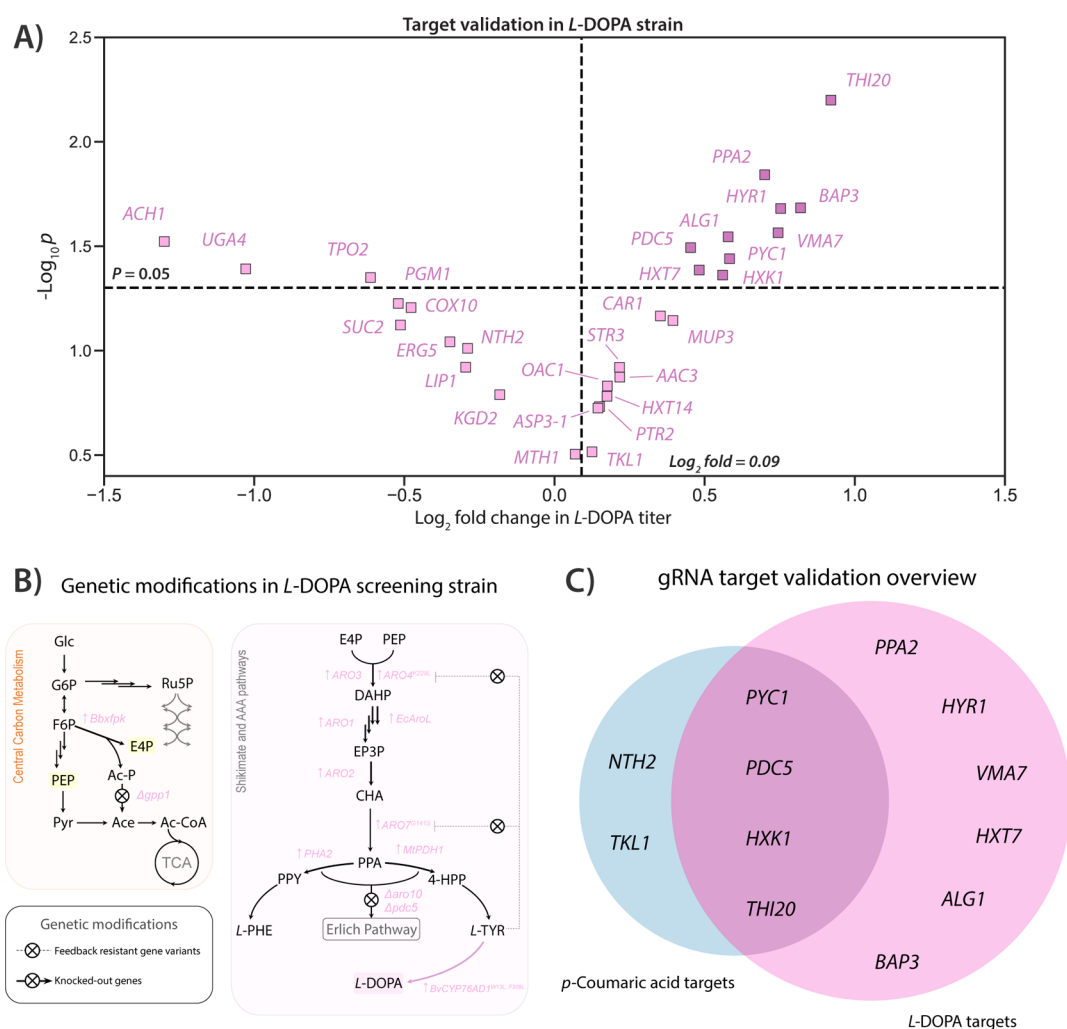 A)
Target validation in L-DOPA strain
2.5
2.0
1.5
1.0
0.5
-Log10 p
THI20
PPA2
HYR1
BAP3
ACH1
ALG1
UGA4
TPO2
PDC5
VMA7
PYC1
P = 0.05
PGM1
HXT7
HXK1
COX10
CAR1
SUC2
MUP3
STR3
ERG5
NTH2
OAC1
AAC3
LIP1
HXT14
KGD2
ASP3-1
PTR2
MTH1
TKL1
Log2 fold = 0.09
−1.5 −1.0 −0.5 0.0 0.5 1.0 1.5
Log2 fold change in L-DOPA titer
B)
Genetic modifications in L-DOPA screening strain
Central Carbon Metabolism
Glc
G6P
Ru5P
F6P
↑ Bbxfpk
E4P
PEP
Ac-P
Δgpp1
Pyr
Ace
Ac-CoA
TCA
Genetic modifications
Feedback resistant gene variants
Knocked-out genes
Shikimate and AAA pathways
E4P PEP
↑ ARO3 ↑ ARO4
DAHP
↑ ARO1 ↑ EcAroL
EP3P
↑ ARO2
CHA
↑ ARO7G141S
↑ PHA2 ↑ MtPDH1
PPA
PPY 4-HPP
Δaro10
Δpdc5
L-PHE
Erlich Pathway
L-TYR
L-DOPA
↑ BvCYP76AD1
C)
gRNA target validation overview
PPA2
PYC1
HYR1
NTH2
PDC5
VMA7
TKL1
HXK1
HXT7
THI20
ALG1
BAP3
p-Coumaric acid targets
L-DOPA targets